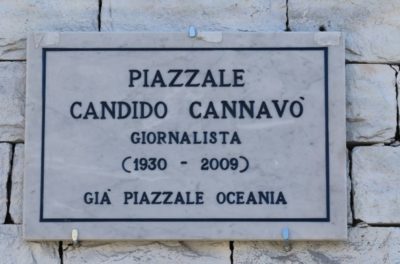 PIAZZALE
CANDIDO CANNAVÒ
GIORNALISTA
(1930 - 2009)
GIÀ PIAZZALE OCEANIA